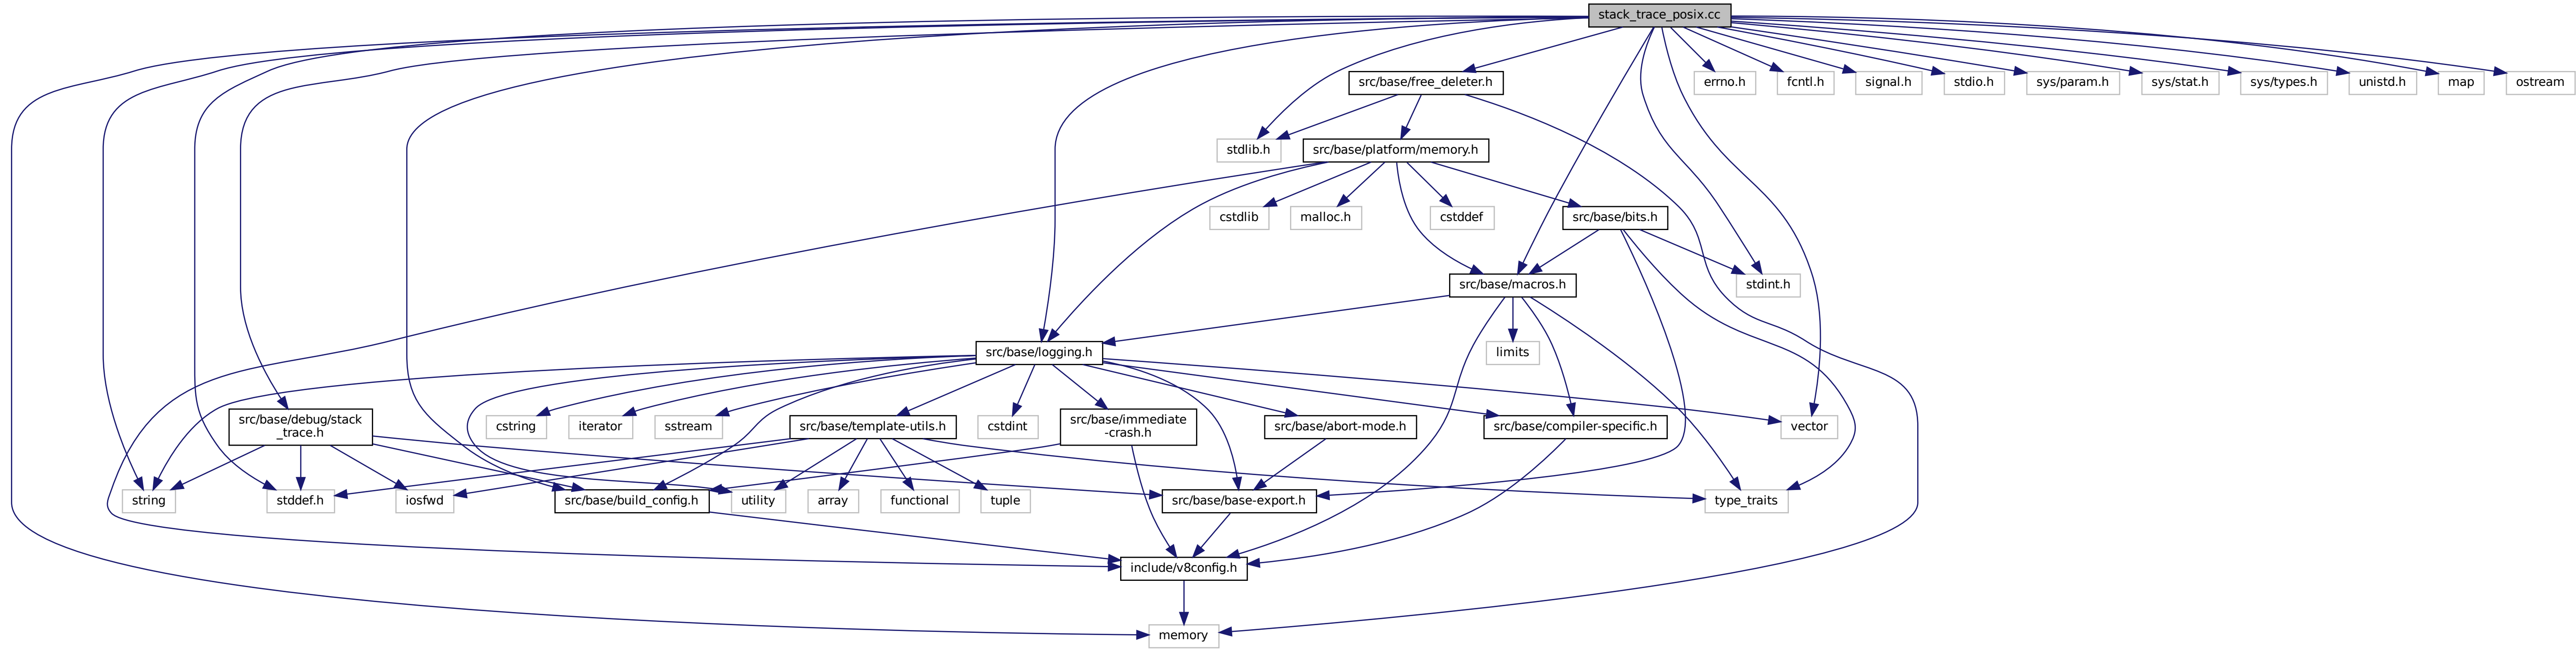 stack_trace_posix.cc
src/base/free_deleter.h
errno.h
fcntl.h
signal.h
stdio.h
sys/param.h
sys/stat.h
sys/types.h
unistd.h
map
ostream
stdlib.h
src/base/platform/memory.h
cstdlib
malloc.h
cstddef
src/base/bits.h
src/base/macros.h
stdint.h
src/base/logging.h
limits
src/base/debug/stack
_trace.h
cstring
iterator
sstream
src/base/template-utils.h
cstdint
src/base/immediate
-crash.h
src/base/abort-mode.h
src/base/compiler-specific.h
vector
string
stddef.h
iosfwd
src/base/build_config.h
utility
array
functional
tuple
src/base/base-export.h
type_traits
include/v8config.h
memory